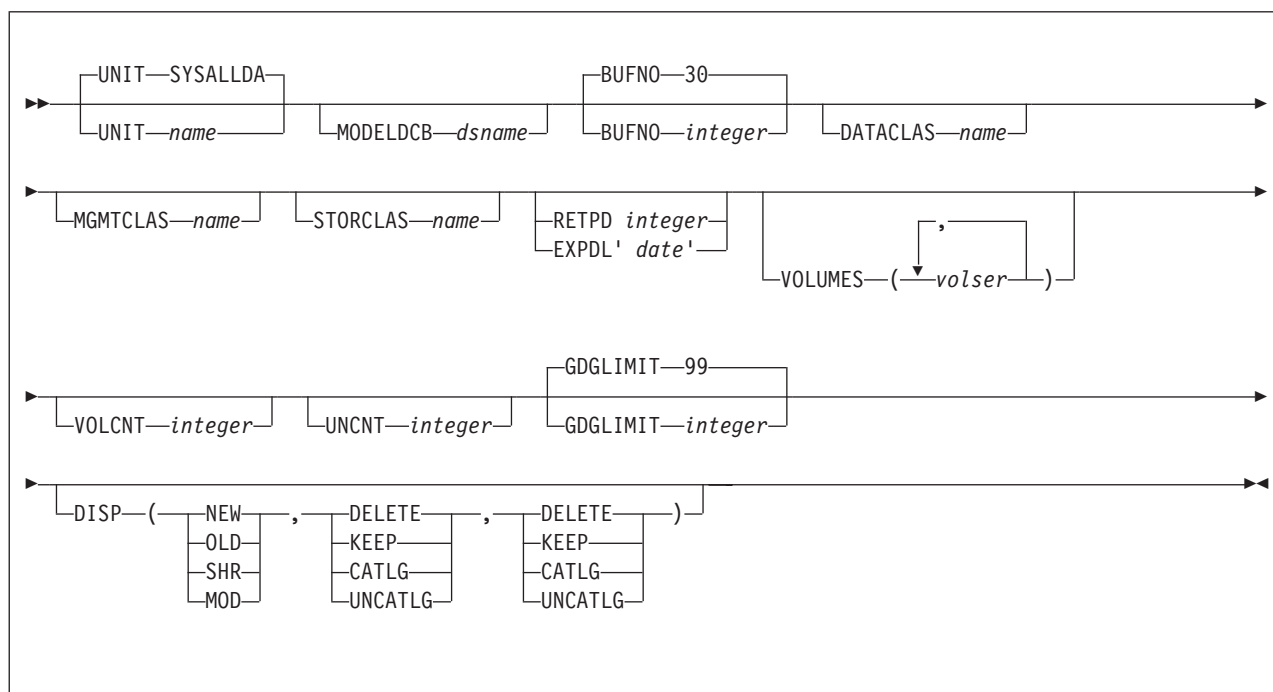 UNIT SYSALLDA BUFNO 30
UNIT name MODELDCB dsname BUFNO integer DATACLAS name
MGMTCLAS name STORCLAS name RETPD integer ,
EXPDL' date'
VOLUMES ( volser )
GDGLIMIT 99
VOLCNT integer UNCNT integer GDGLIMIT integer
DISP ( NEW , DELETE , DELETE )
OLD KEEP KEEP
SHR CATLG CATLG
MOD UNCATLG UNCATLG